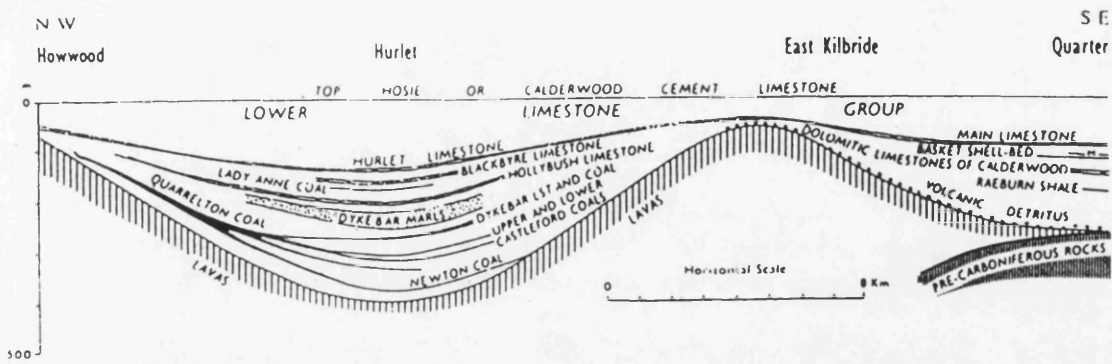 N W
S E
Howwood
Hurlet
East Kilbride
Quarter
m
0
TOP HOSIE OR CALDERWOOD CEMENT LIMESTONE
LOWER LIMESTONE GROUP
HURLET LIMESTONE
BLACKBYRE LIMESTONE
HOLLYBUSH LIMESTONE
LADY ANNE COAL
DYKEBAR MARLS
DYKEBAR LST AND COAL
QUARRELTON COAL
UPPER AND LOWER
CASTLEFORD COALS
NEWTON COAL
LAVAS
LAVAS
MAIN LIMESTONE
BASKET SHELL-BED
DOLOMITIC LIMESTONES OF CALDERWOOD
RAEBURN SHALE
VOLCANIC DETRITUS
PRE-CARBONIFEROUS ROCKS
Horizontal Scale
0
8 Km
500